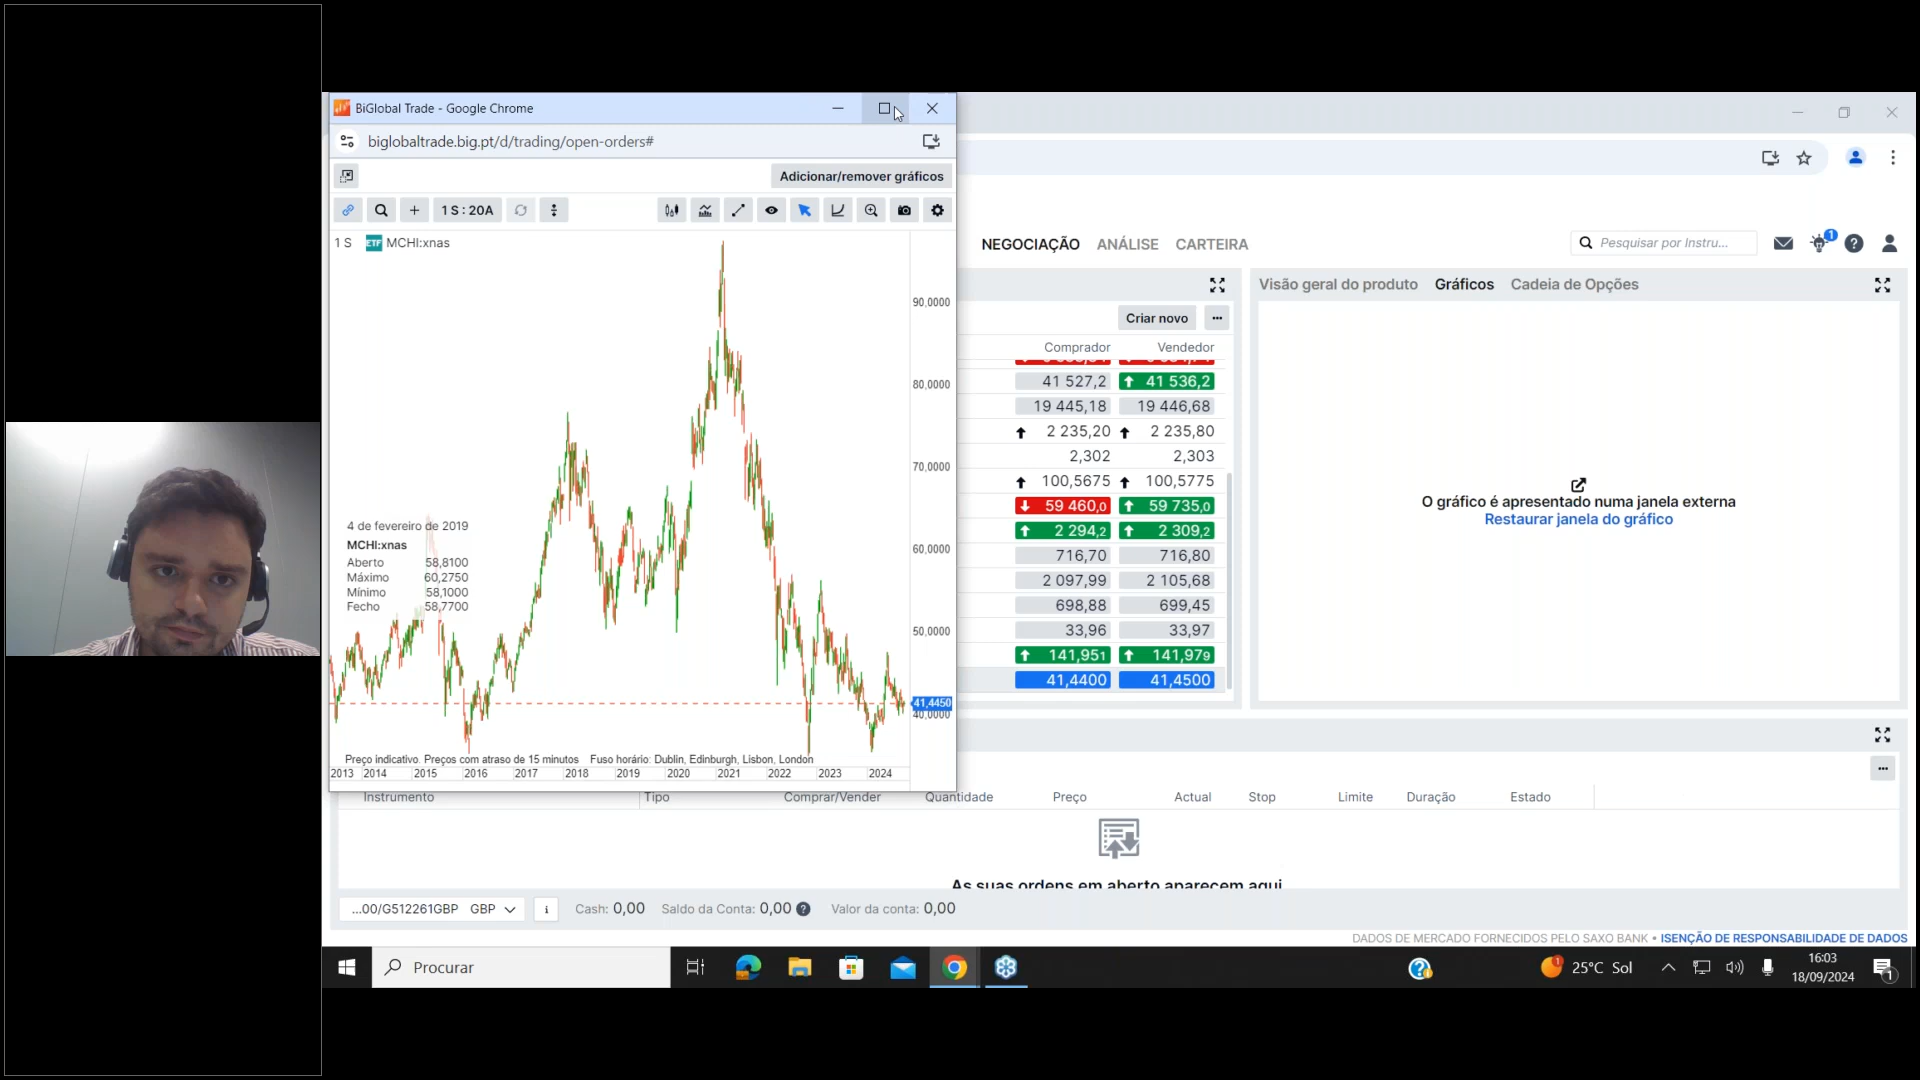 BiGlobal Trade - Google Chrome
biglobaltrade.big.pt/d/trading/open-orders#
Adicionar/remover gráficos
1 S : 20A
1 S ETF MCHI:xnas
90,0000
80,0000
70,0000
60,0000
50,0000
41,4450
40,0000
4 de fevereiro de 2019
MCHI:xnas
Aberto 58,8100
Máximo 60,2750
Mínimo 58,1000
Fecho 58,7700
Preço indicativo. Preços com atraso de 15 minutos Fuso horário: Dublin, Edinburgh, Lisbon, London
2013 2014 2015 2016 2017 2018 2019 2020 2021 2022 2023 2024
NEGOCIAÇÃO ANÁLISE CARTEIRA
Pesquisar por Instru...
1
Criar novo
Comprador Vendedor
41 527,2 41 536,2
19 445,18 19 446,68
2 235,20 2 235,80
2,302 2,303
100,5675 100,5775
59 460,0 59 735,0
2 294,2 2 309,2
716,70 716,80
2 097,99 2 105,68
698,88 699,45
33,96 33,97
141,951 141,979
41,4400 41,4500
Visão geral do produto Gráficos Cadeia de Opções
O gráfico é apresentado numa janela externa
Restaurar janela do gráfico
Instrumento Tipo Comprar/Vender Quantidade Preço Actual Stop Limite Duração Estado
As suas ordens em aberto aparecem aqui
...00/G512261GBP GBP i Cash: 0,00 Saldo da Conta: 0,00 ? Valor da conta: 0,00
DADOS DE MERCADO FORNECIDOS PELO SAXO BANK • ISENÇÃO DE RESPONSABILIDADE DE DADOS
Procurar
1
25°C Sol
16:03
18/09/2024
1